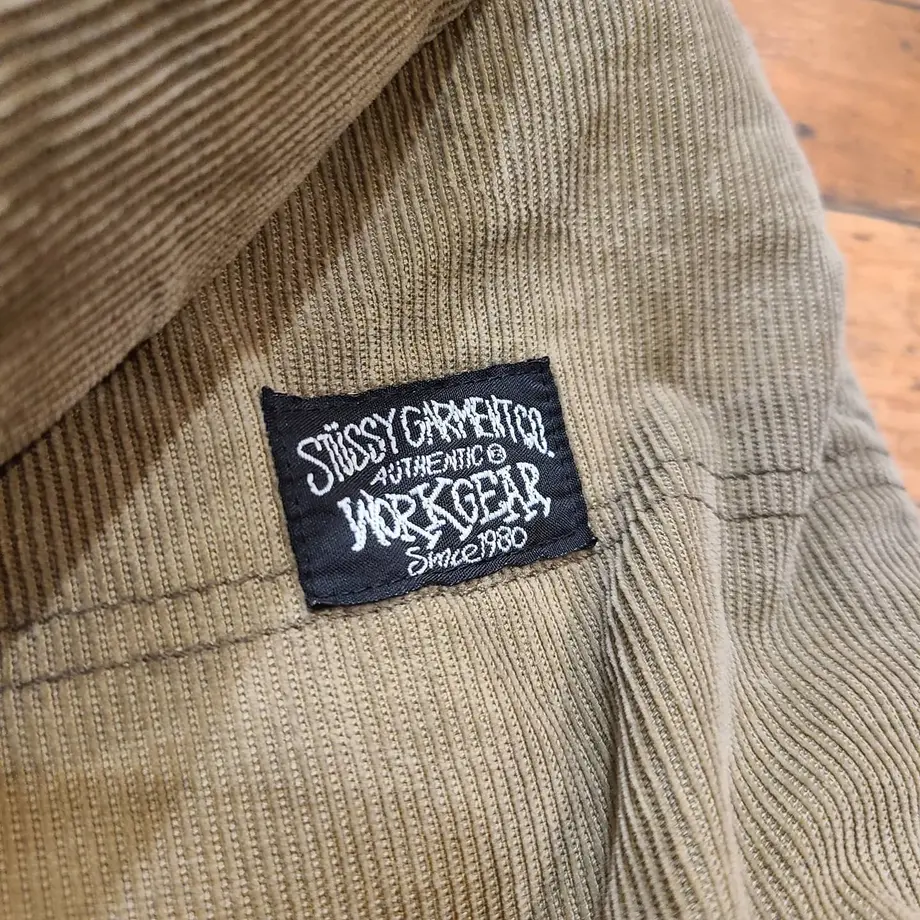 STÜSSY GARMENT CO.
AUTHENTIC ®
WORKGEAR
Since 1980